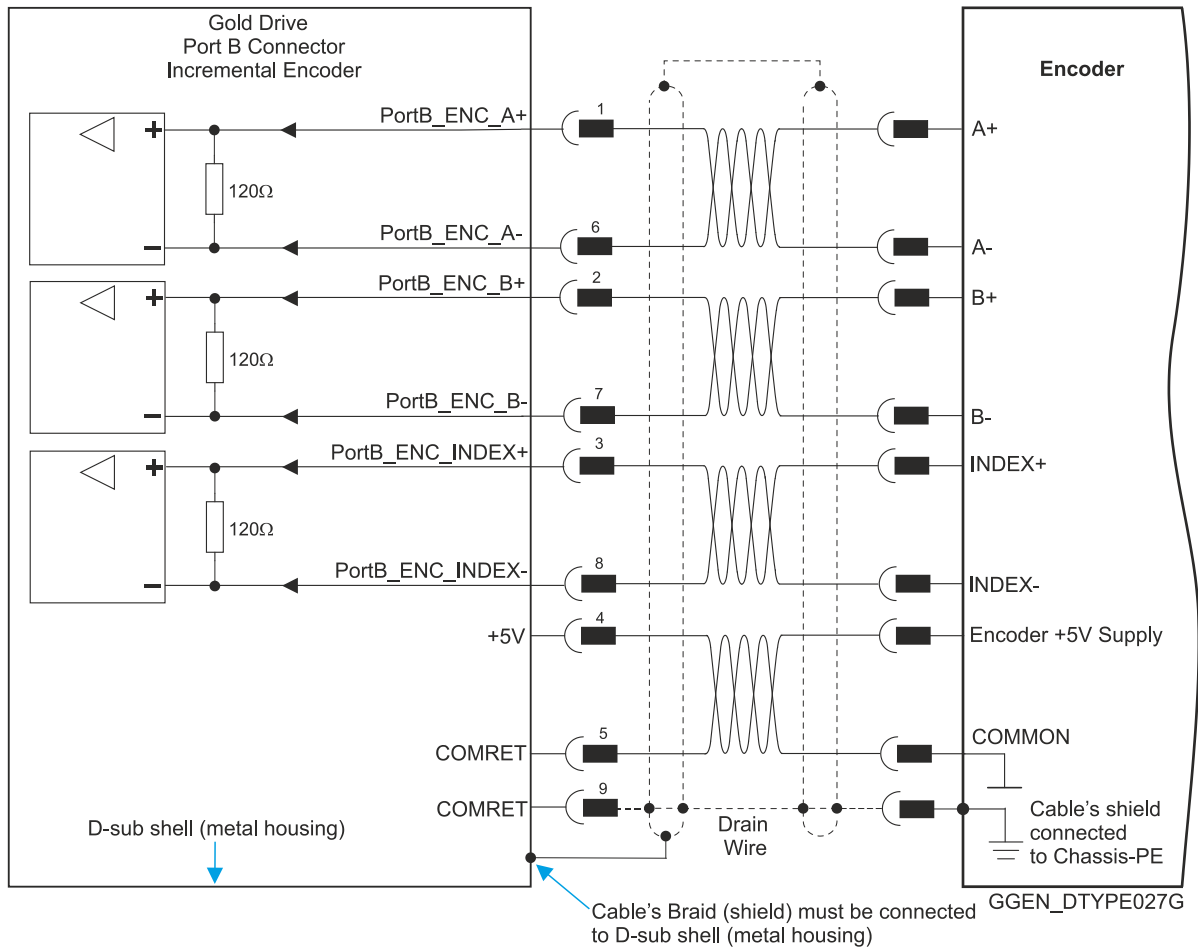 Gold Drive
Port B Connector
Incremental Encoder
Encoder
PortB_ENC_A+
1
A+
120Ω
PortB_ENC_A-
6
A-
PortB_ENC_B+
2
B+
120Ω
PortB_ENC_B-
7
B-
PortB_ENC_INDEX+
3
INDEX+
120Ω
PortB_ENC_INDEX-
8
INDEX-
+5V
4
Encoder +5V Supply
COMRET
5
COMMON
COMRET
9
Drain
Wire
Cable's shield
connected
to Chassis-PE
D-sub shell (metal housing)
GGEN_DTYPE027G
Cable's Braid (shield) must be connected
to D-sub shell (metal housing)